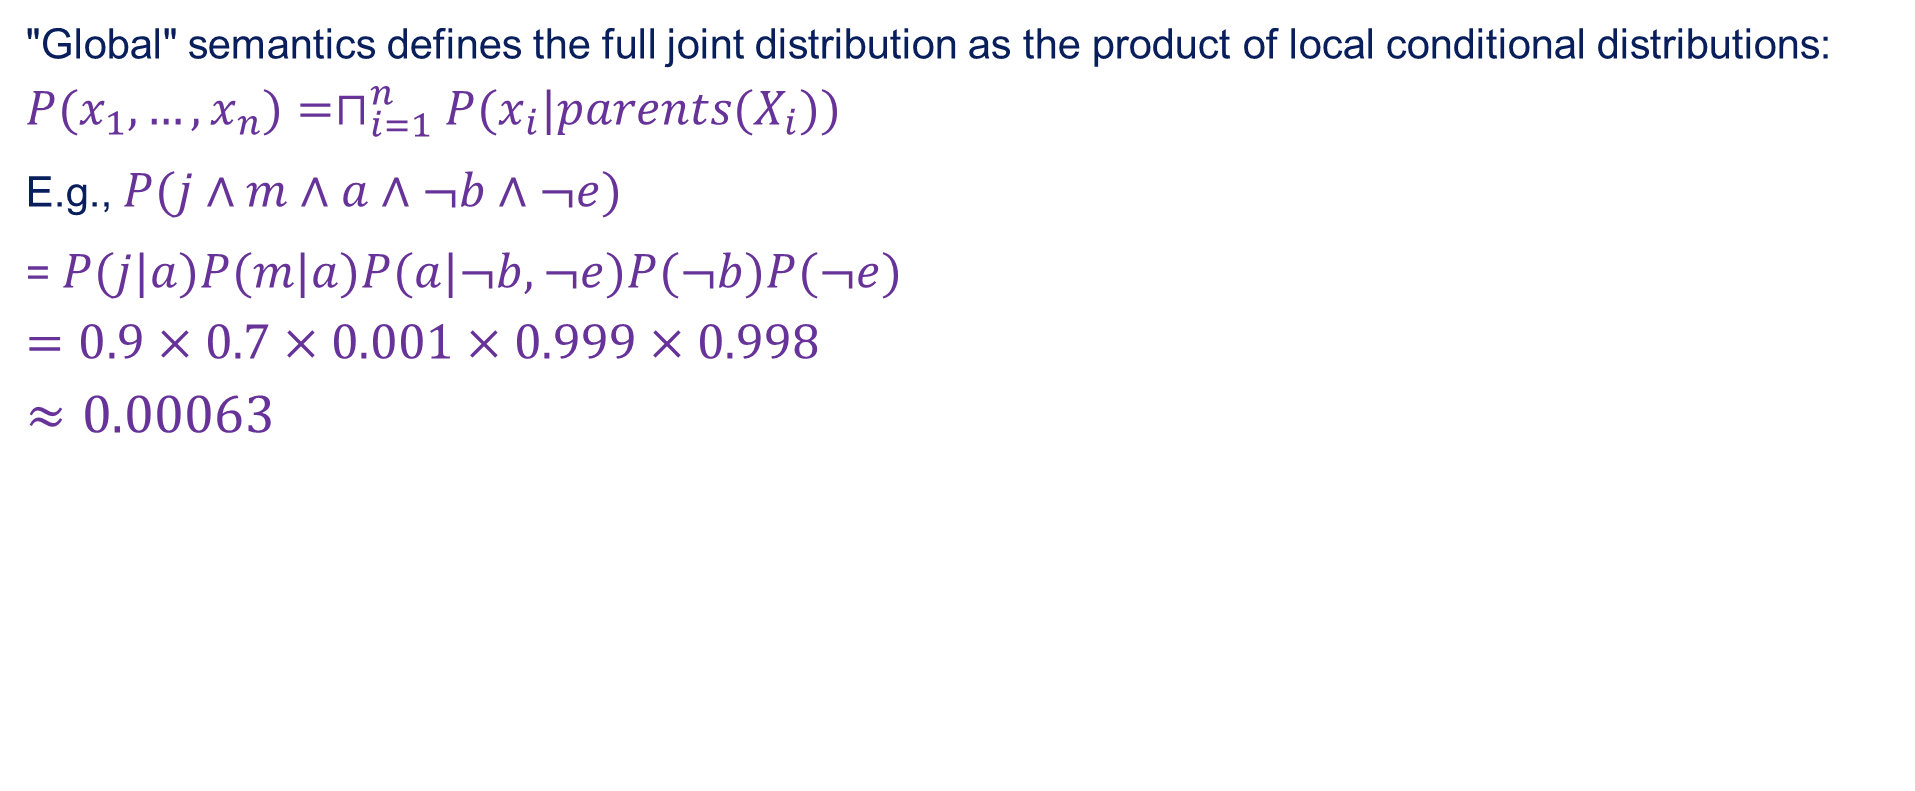 "Global" semantics defines the full joint distribution as the product of local conditional distributions:
P(x₁, …, xₙ) =⊓ⁿᵢ₌₁ P(xᵢ|parents(Xᵢ))
E.g., P(j ∧ m ∧ a ∧ ¬b ∧ ¬e)
= P(j|a)P(m|a)P(a|¬b, ¬e)P(¬b)P(¬e)
= 0.9 × 0.7 × 0.001 × 0.999 × 0.998
≈ 0.00063